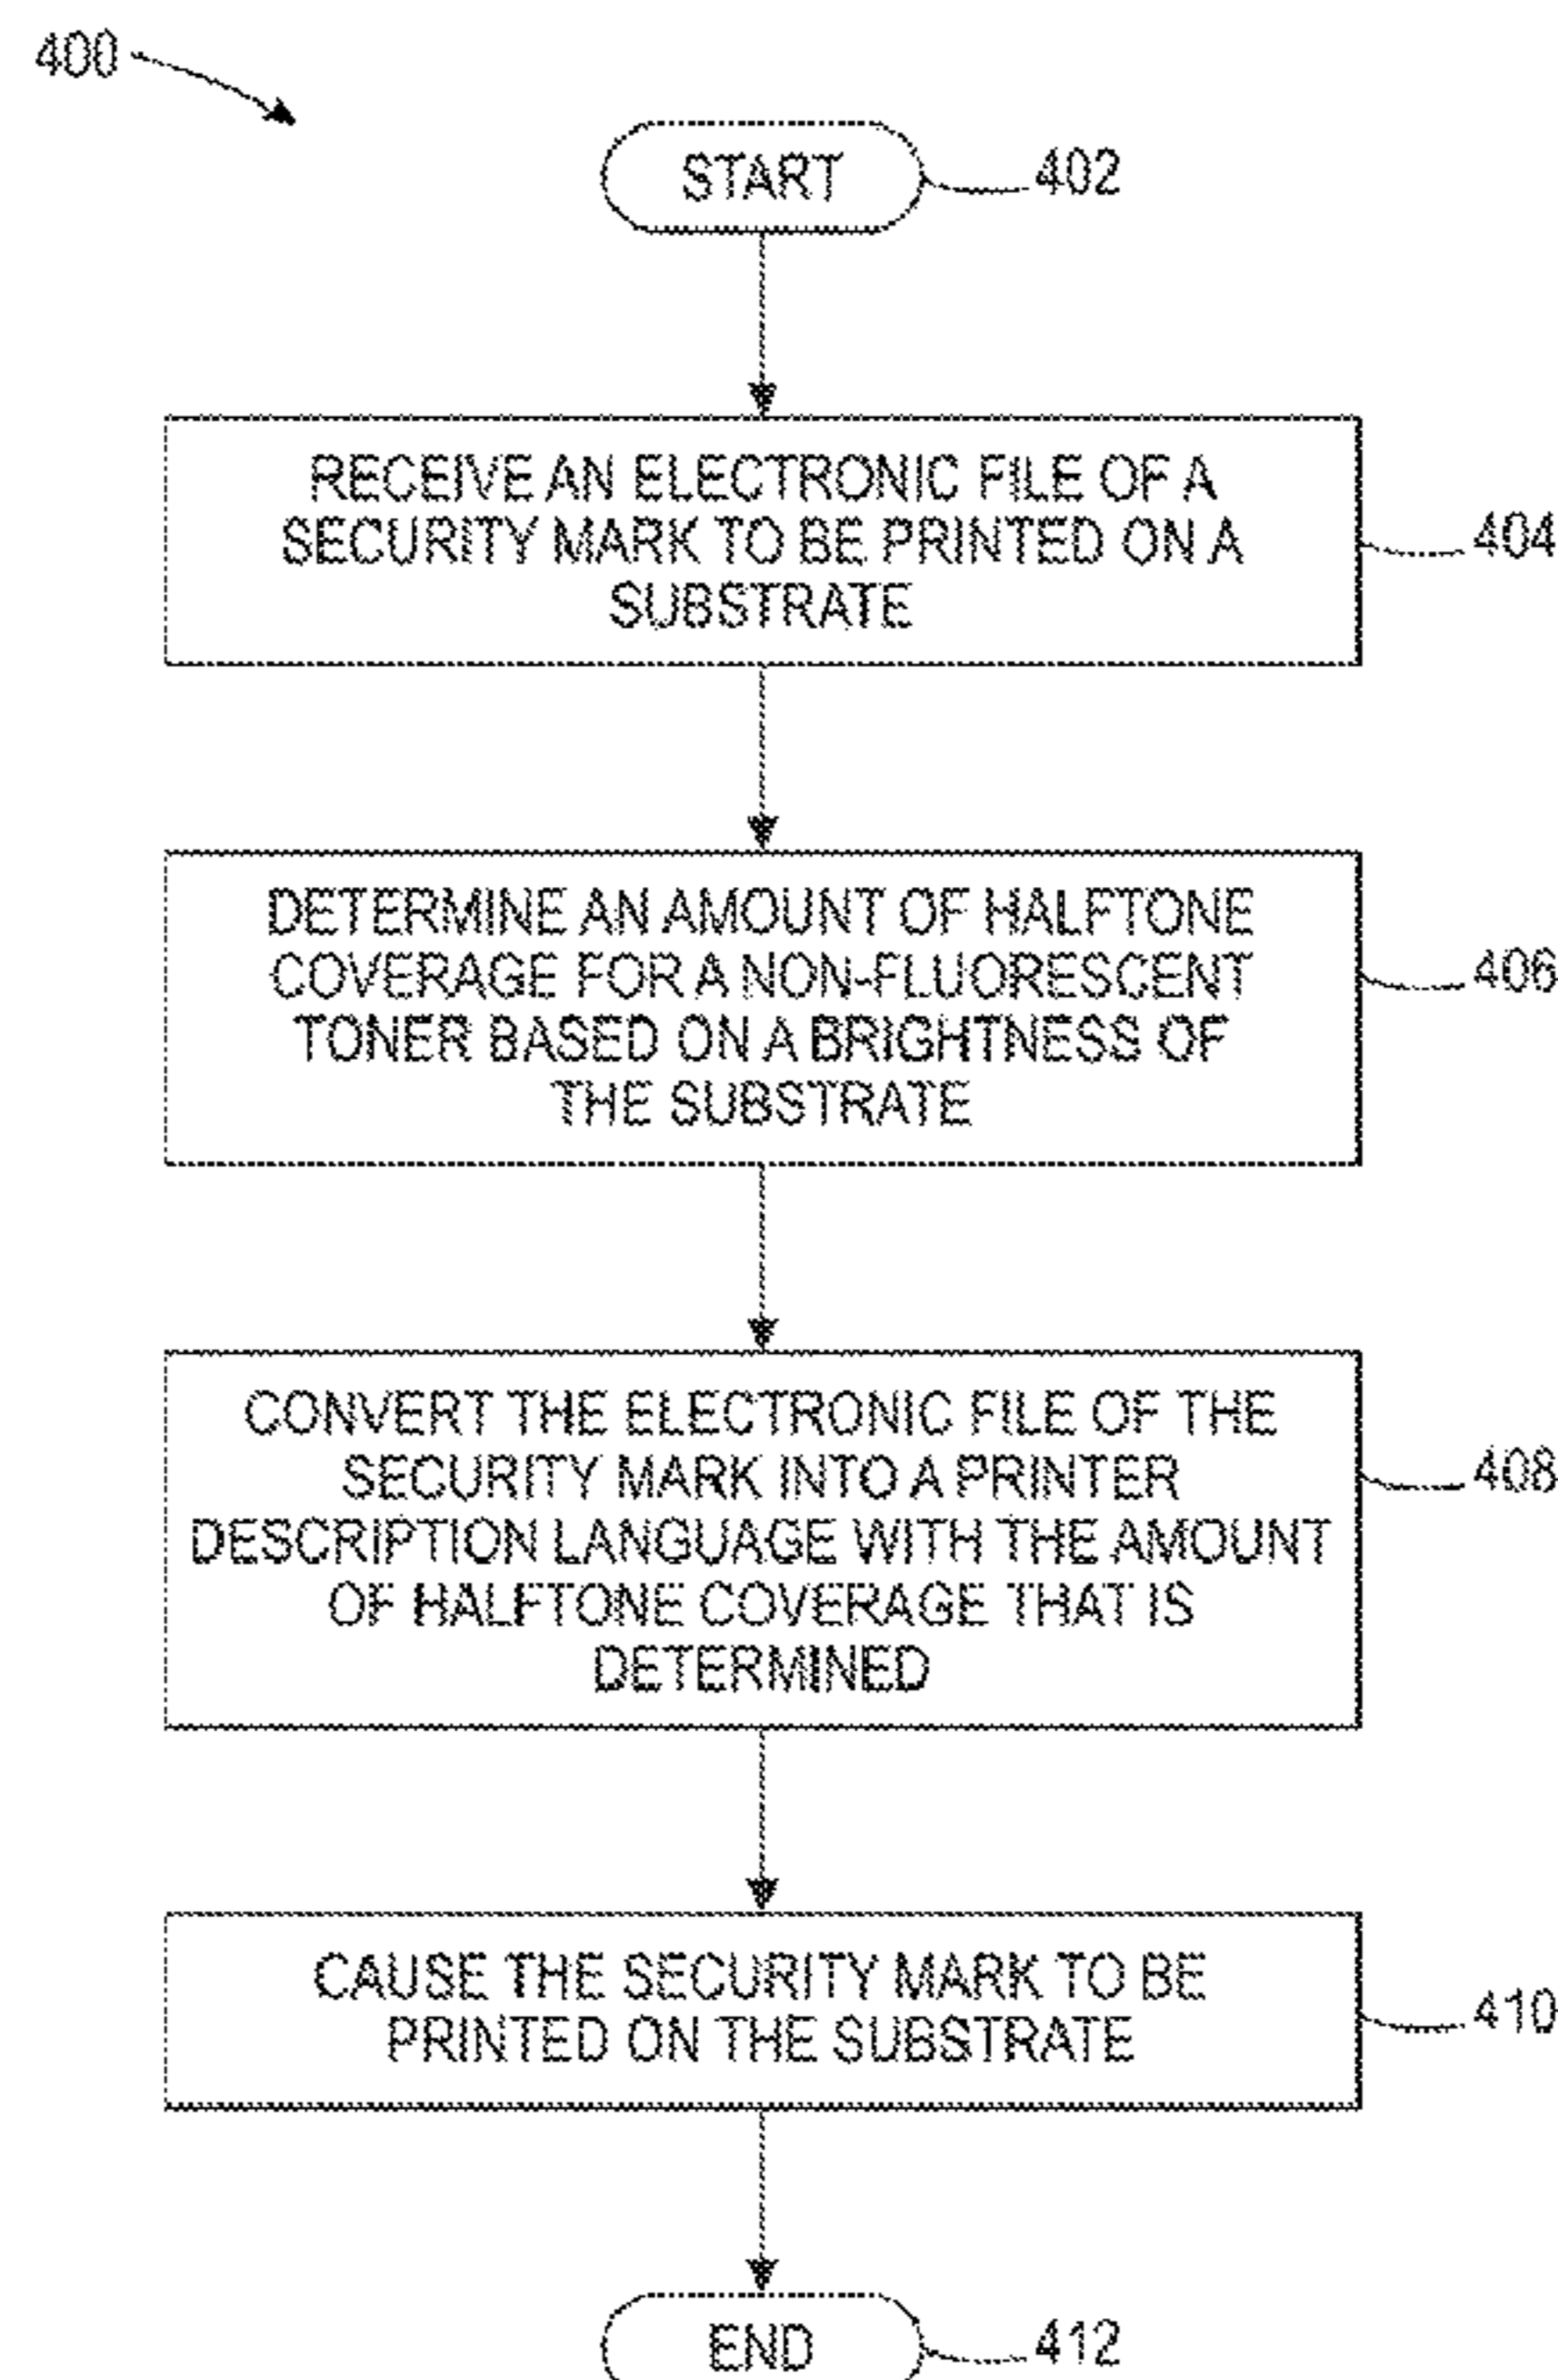 400
START
402
RECEIVE AN ELECTRONIC FILE OF A
SECURITY MARK TO BE PRINTED ON A
SUBSTRATE
404
DETERMINE AN AMOUNT OF HALFTONE
COVERAGE FOR A NON-FLUORESCENT
TONER BASED ON A BRIGHTNESS OF
THE SUBSTRATE
406
CONVERT THE ELECTRONIC FILE OF THE
SECURITY MARK INTO A PRINTER
DESCRIPTION LANGUAGE WITH THE AMOUNT
OF HALFTONE COVERAGE THAT IS
DETERMINED
408
CAUSE THE SECURITY MARK TO BE
PRINTED ON THE SUBSTRATE
410
END
412